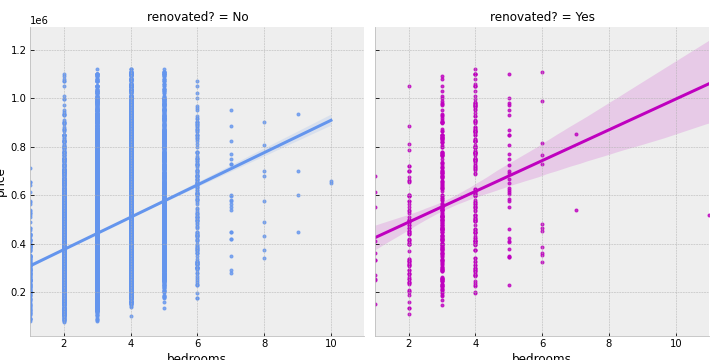 renovated? = No
renovated? = Yes
1e6
1.2
1.0
0.8
0.6
0.4
0.2
price
2 4 6 8 10
2 4 6 8 10
bedrooms
bedrooms